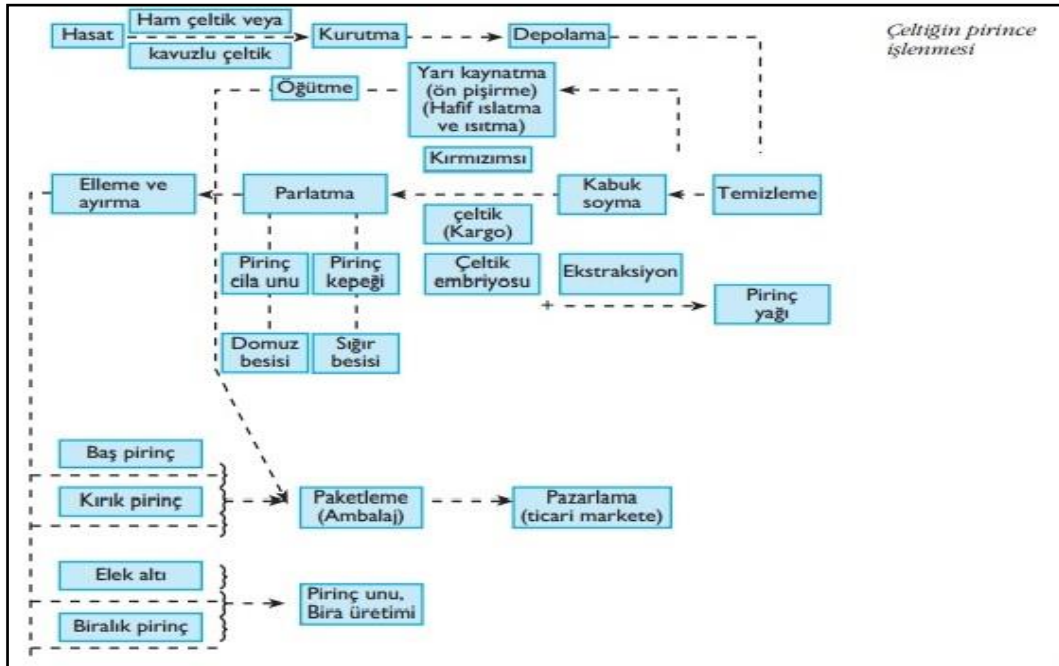 Çeltiğin pirince
işlenmesi
Hasat
Ham çeltik veya
kavuzlu çeltik
Kurutma
Depolama
Öğütme
Yarı kaynatma
(ön pişirme)
(Hafif ıslatma
ve ısıtma)
Kırmızımsı
Elleme ve
ayırma
Parlatma
Kabuk
soyma
Temizleme
çeltik
(Kargo)
Pirinç
cila unu
Pirinç
kepeği
Çeltik
embriyosu
Ekstraksiyon
+
Pirinç
yağı
Domuz
besisi
Sığır
besisi
Baş pirinç
Kırık pirinç
Paketleme
(Ambalaj)
Pazarlama
(ticari markete)
Elek altı
Biralık pirinç
Pirinç unu,
Bira üretimi